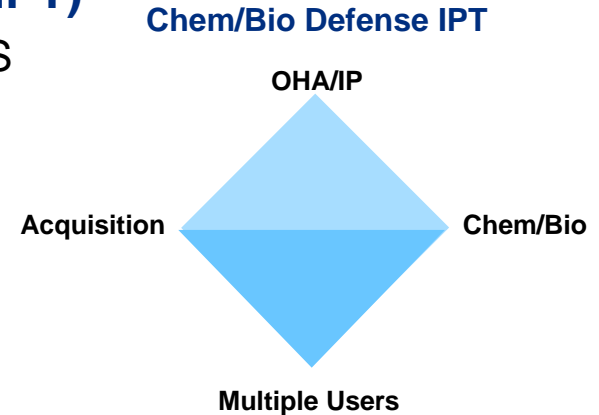 Chem/Bio Defense IPT
OHA/IP
Acquisition
Chem/Bio
Multiple Users